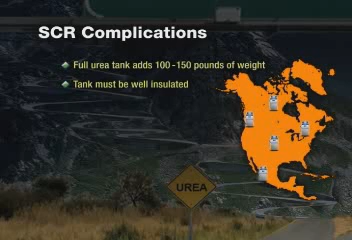 SCR Complications
Full urea tank adds 100-150 pounds of weight
Tank must be well insulated
UREA